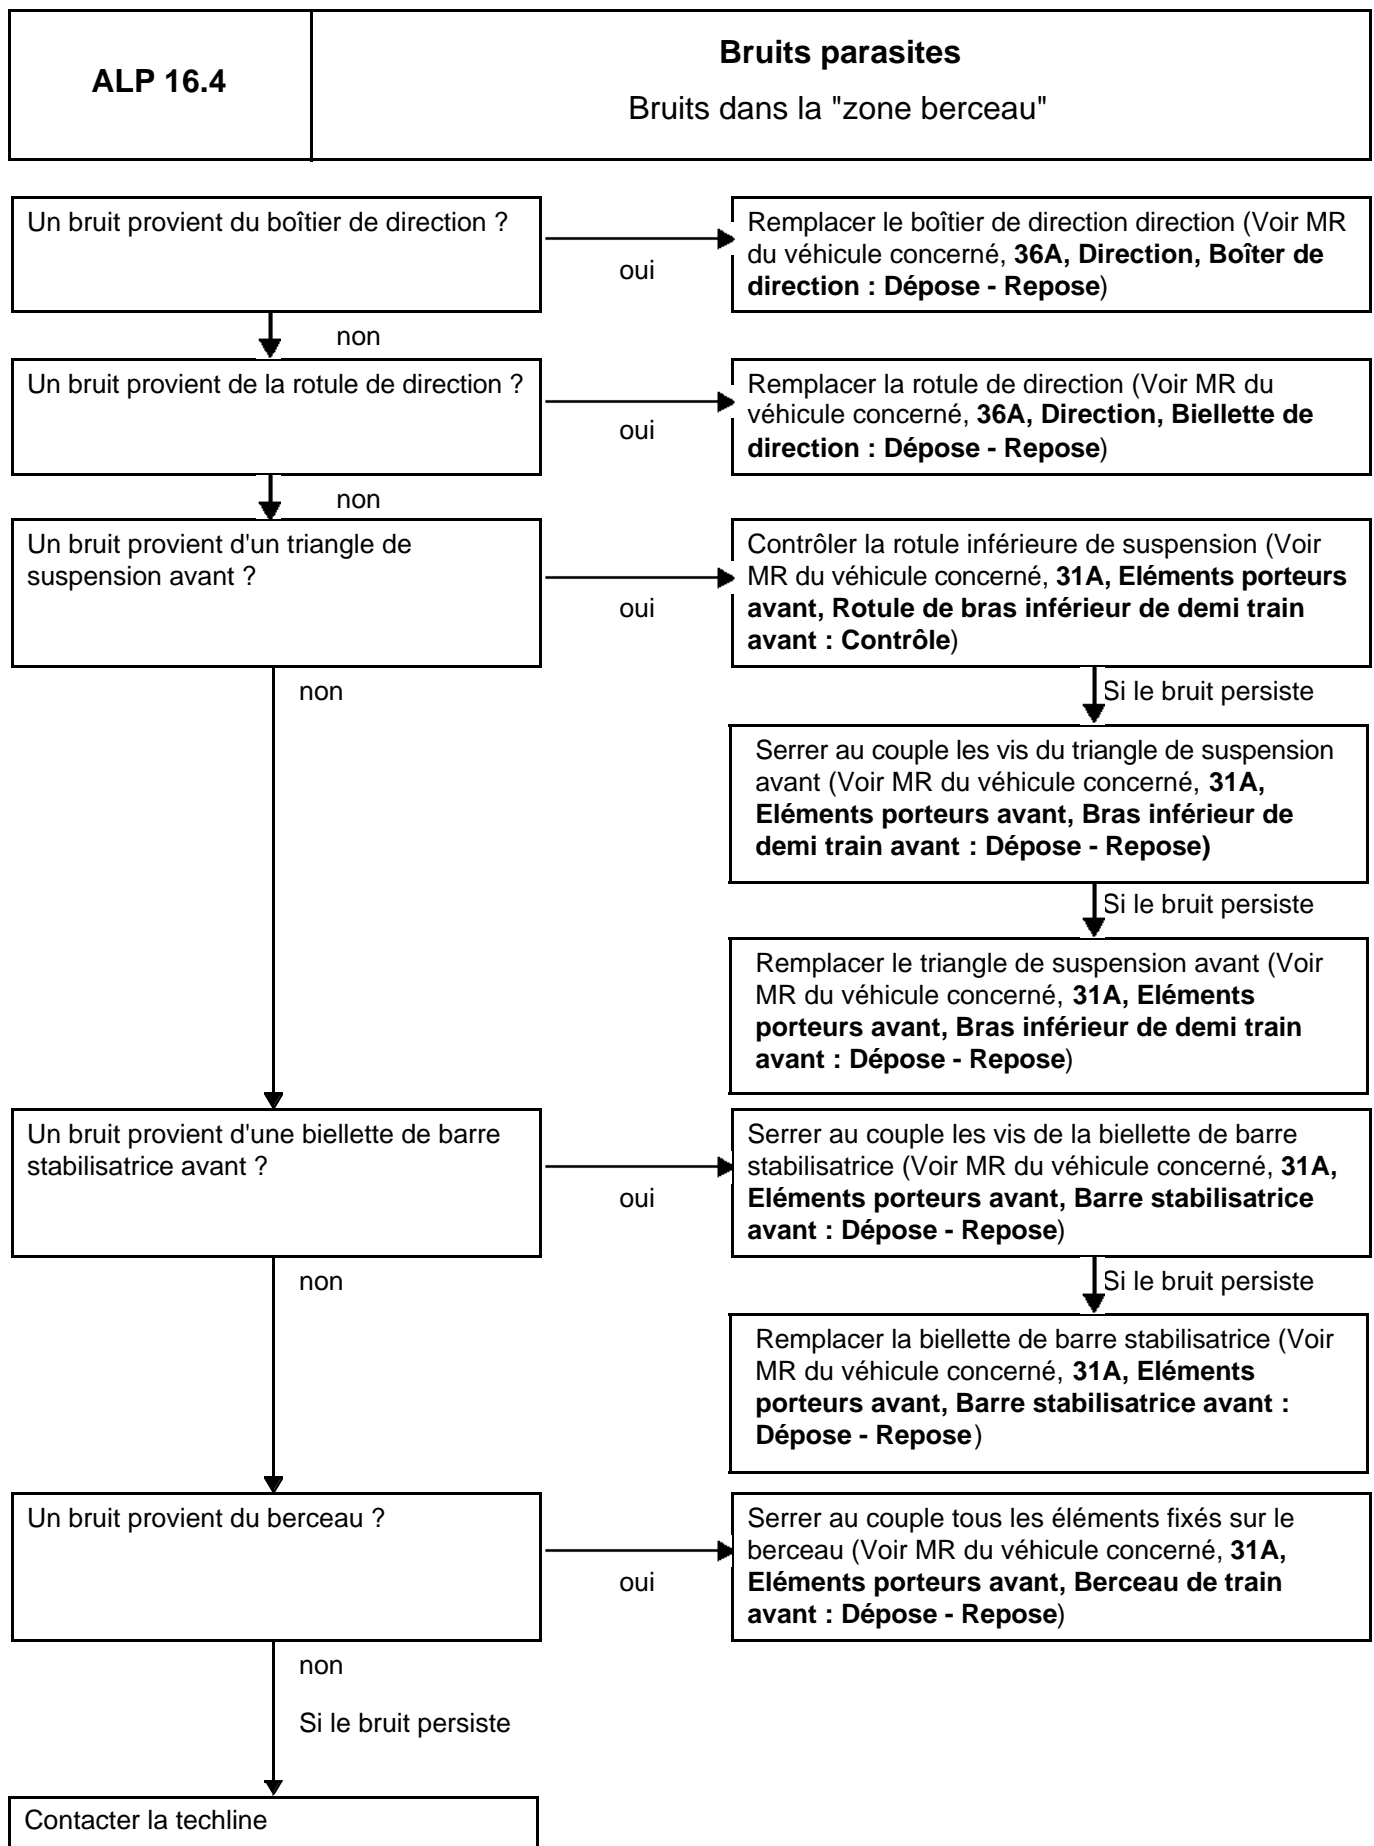 ALP 16.4
Bruits parasites
Bruits dans la "zone berceau"
Un bruit provient du boîtier de direction ?
oui
Remplacer le boîtier de direction direction (Voir MR
du véhicule concerné, 36A, Direction, Boîter de
direction : Dépose - Repose)
non
Un bruit provient de la rotule de direction ?
oui
Remplacer la rotule de direction (Voir MR du
véhicule concerné, 36A, Direction, Biellette de
direction : Dépose - Repose)
non
Un bruit provient d'un triangle de
suspension avant ?
oui
Contrôler la rotule inférieure de suspension (Voir
MR du véhicule concerné, 31A, Eléments porteurs
avant, Rotule de bras inférieur de demi train
avant : Contrôle)
non
Si le bruit persiste
Serrer au couple les vis du triangle de suspension
avant (Voir MR du véhicule concerné, 31A,
Eléments porteurs avant, Bras inférieur de
demi train avant : Dépose - Repose)
Si le bruit persiste
Remplacer le triangle de suspension avant (Voir
MR du véhicule concerné, 31A, Eléments
porteurs avant, Bras inférieur de demi train
avant : Dépose - Repose)
Un bruit provient d'une biellette de barre
stabilisatrice avant ?
oui
Serrer au couple les vis de la biellette de barre
stabilisatrice (Voir MR du véhicule concerné, 31A,
Eléments porteurs avant, Barre stabilisatrice
avant : Dépose - Repose)
non
Si le bruit persiste
Remplacer la biellette de barre stabilisatrice (Voir
MR du véhicule concerné, 31A, Eléments
porteurs avant, Barre stabilisatrice avant :
Dépose - Repose)
Un bruit provient du berceau ?
oui
Serrer au couple tous les éléments fixés sur le
berceau (Voir MR du véhicule concerné, 31A,
Eléments porteurs avant, Berceau de train
avant : Dépose - Repose)
non
Si le bruit persiste
Contacter la techline